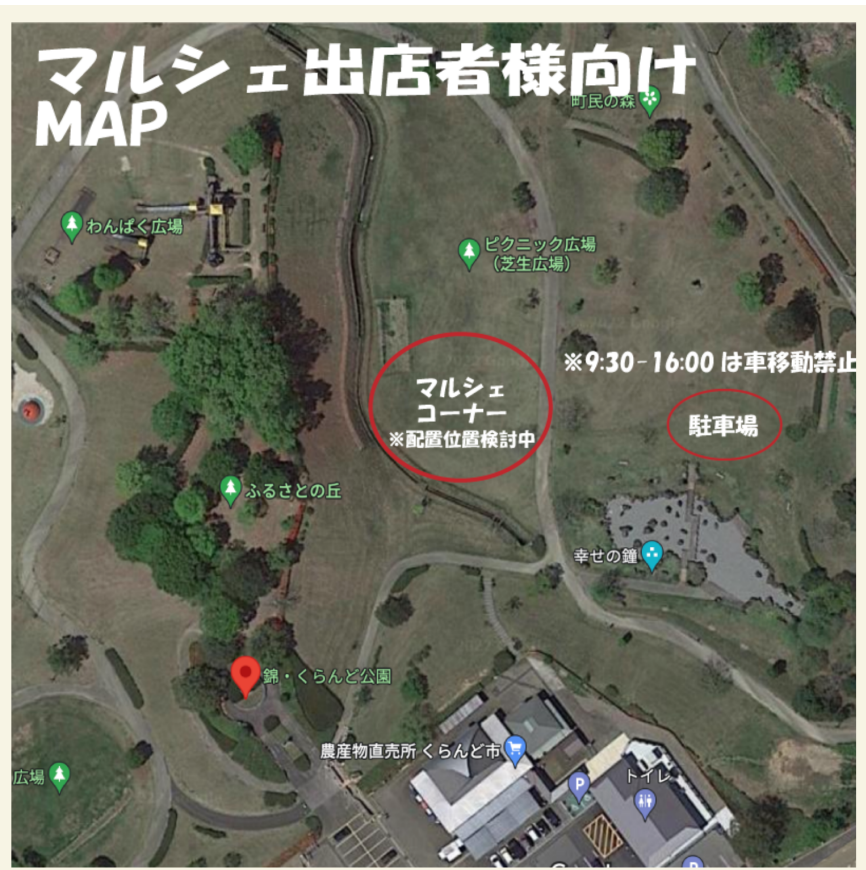 マルシェ出店者様向け
MAP
町民の森
わんぱく広場
ピクニック広場
(芝生広場)
※9:30-16:00は車移動禁止
マルシェ
コーナー
※配置位置検討中
駐車場
ふるさとの丘
幸せの鐘
錦・くらんど公園
農産物直売所 くらんど市
広場
P
トイレ
P